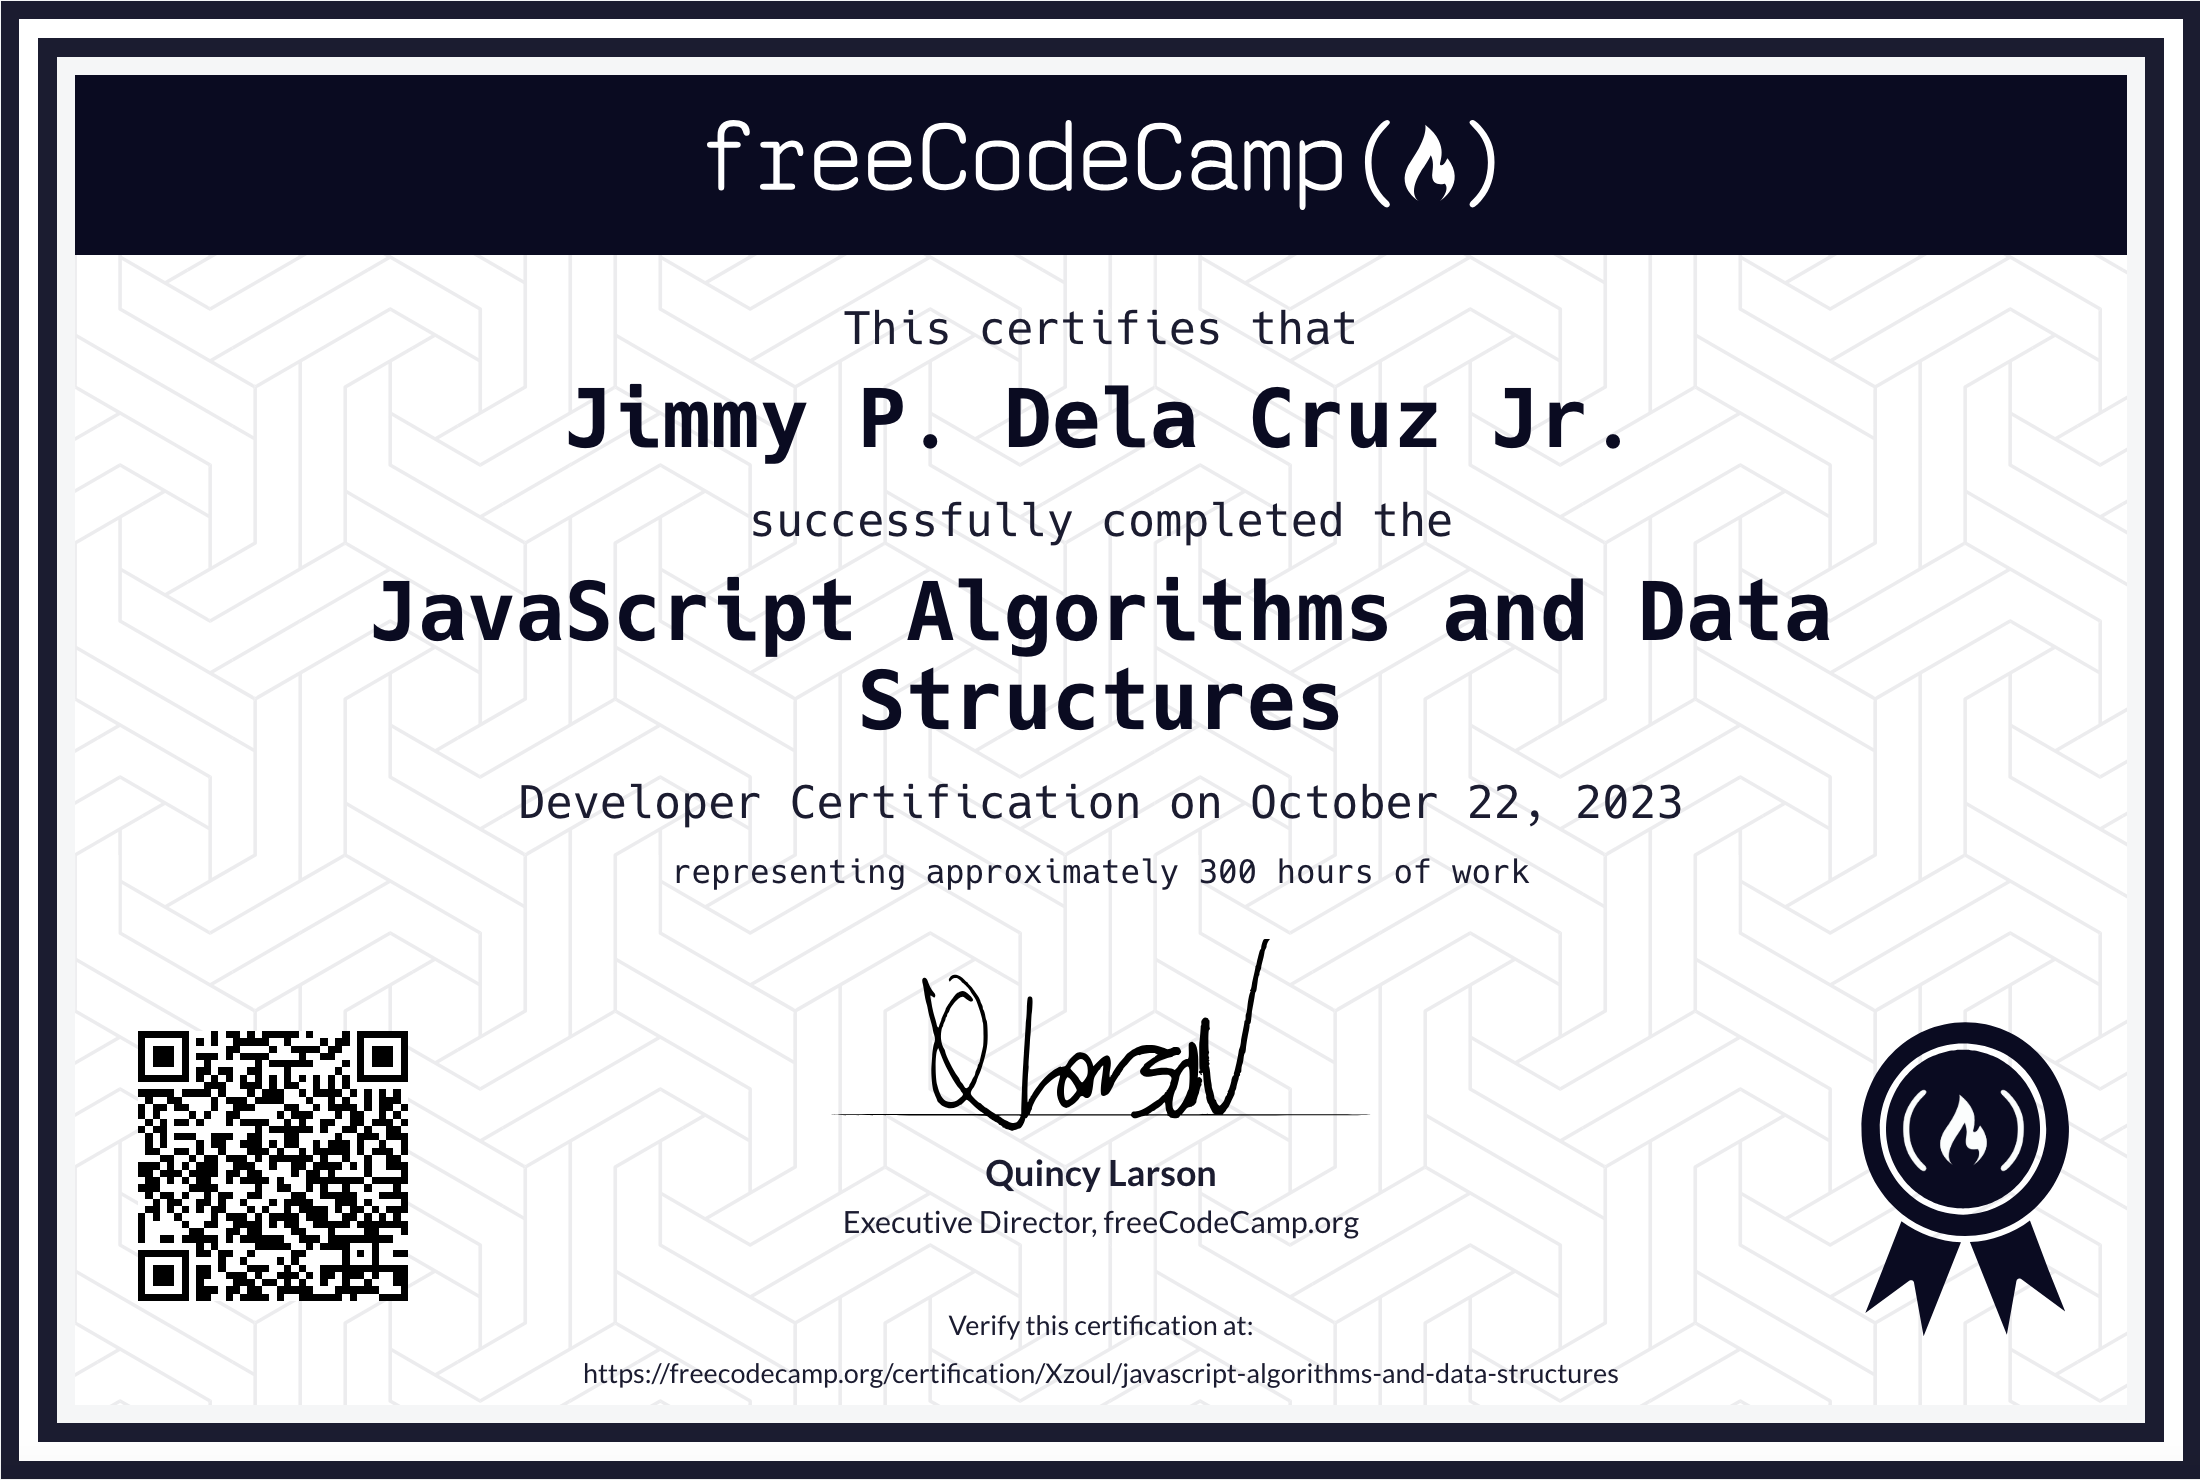 freeCodeCamp
This certifies that
Jimmy P. Dela Cruz Jr.
successfully completed the
JavaScript Algorithms and Data
Structures
Developer Certification on October 22, 2023
representing approximately 300 hours of work
Q Larson
Quincy Larson
Executive Director, freeCodeCamp.org
Verify this certification at:
https://freecodecamp.org/certification/Xzoul/javascript-algorithms-and-data-structures